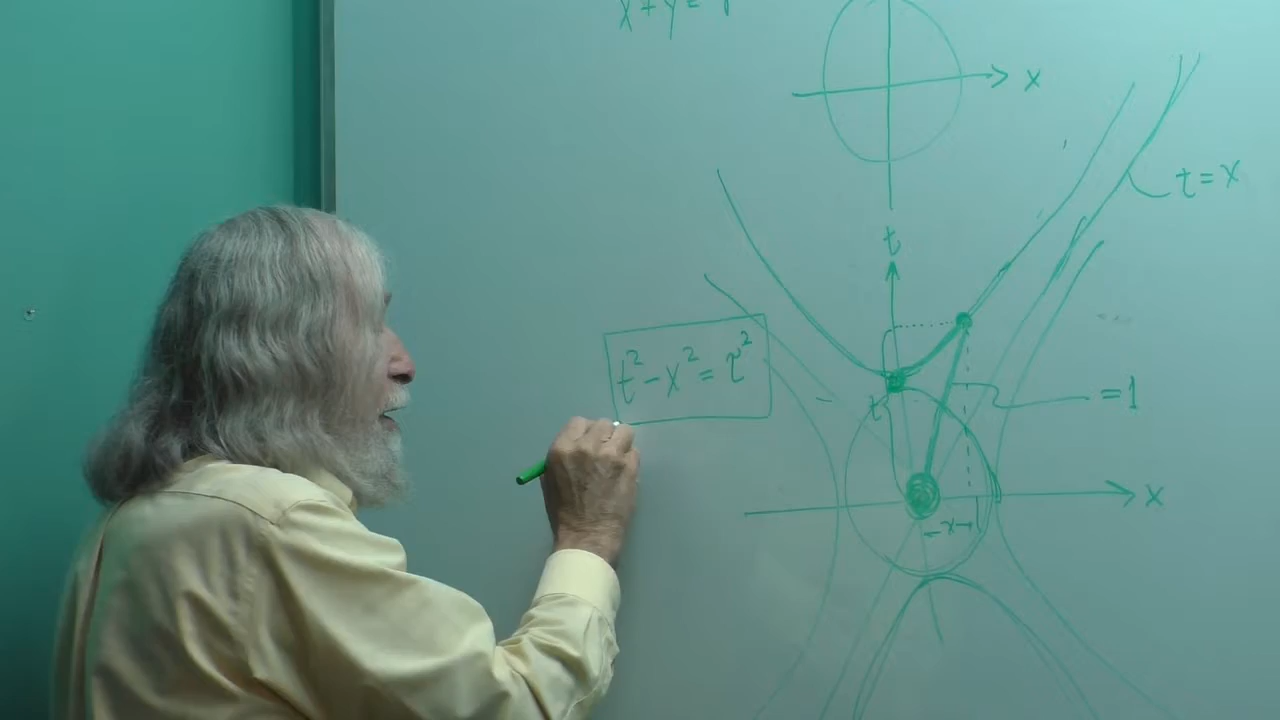 x
t = x
t
t² - x² = τ²
t
= 1
x
x